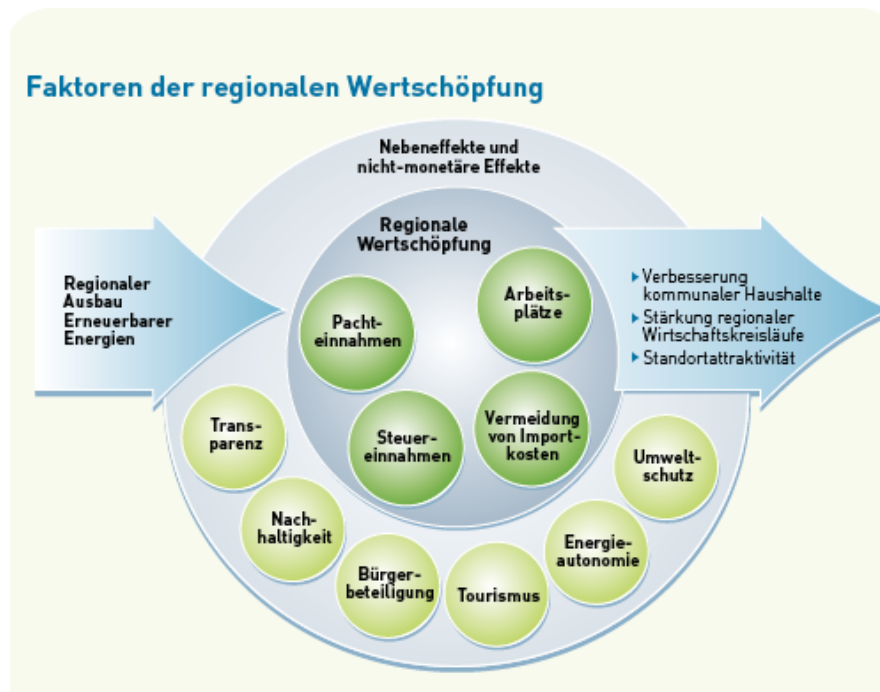 Faktoren der regionalen Wertschöpfung
Nebeneffekte und
nicht-monetäre Effekte
Regionale
Wertschöpfung
Regionaler
Ausbau
Erneuerbarer
Energien
Pacht-
einnahmen
Arbeits-
plätze
Steuer-
einnahmen
Vermeidung
von Import-
kosten
▸ Verbesserung
kommunaler Haushalte
▸ Stärkung regionaler
Wirtschaftskreisläufe
▸ Standortattraktivität
Trans-
parenz
Nach-
haltigkeit
Bürger-
beteiligung
Tourismus
Energie-
autonomie
Umwelt-
schutz